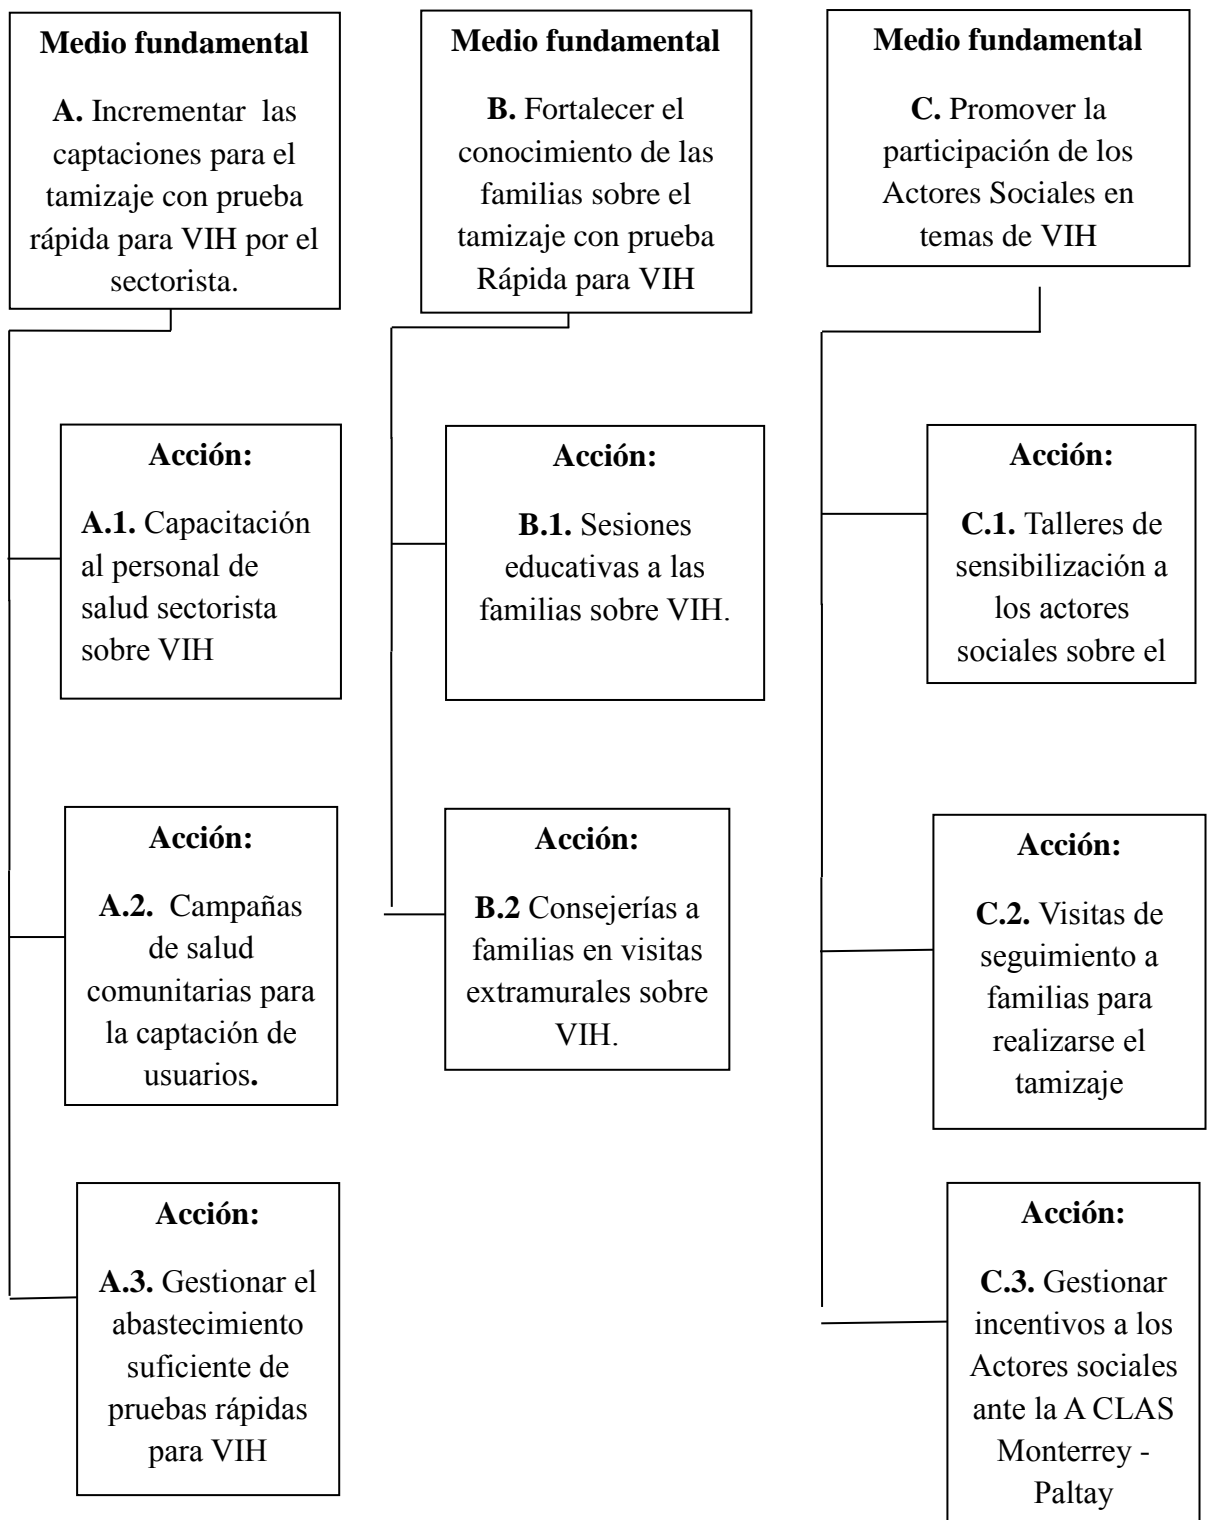 Medio fundamental
A. Incrementar las
captaciones para el
tamizaje con prueba
rápida para VIH por el
sectorista.
Medio fundamental
B. Fortalecer el
conocimiento de las
familias sobre el
tamizaje con prueba
Rápida para VIH
Medio fundamental
C. Promover la
participación de los
Actores Sociales en
temas de VIH
Acción:
A.1. Capacitación
al personal de
salud sectorista
sobre VIH
Acción:
B.1. Sesiones
educativas a las
familias sobre VIH.
Acción:
C.1. Talleres de
sensibilización a
los actores
sociales sobre el
Acción:
A.2. Campañas
de salud
comunitarias para
la captación de
usuarios.
Acción:
B.2 Consejerías a
familias en visitas
extramurales sobre
VIH.
Acción:
C.2. Visitas de
seguimiento a
familias para
realizarse el
tamizaje
Acción:
A.3. Gestionar el
abastecimiento
suficiente de
pruebas rápidas
para VIH
Acción:
C.3. Gestionar
incentivos a los
Actores sociales
ante la A CLAS
Monterrey -
Paltay